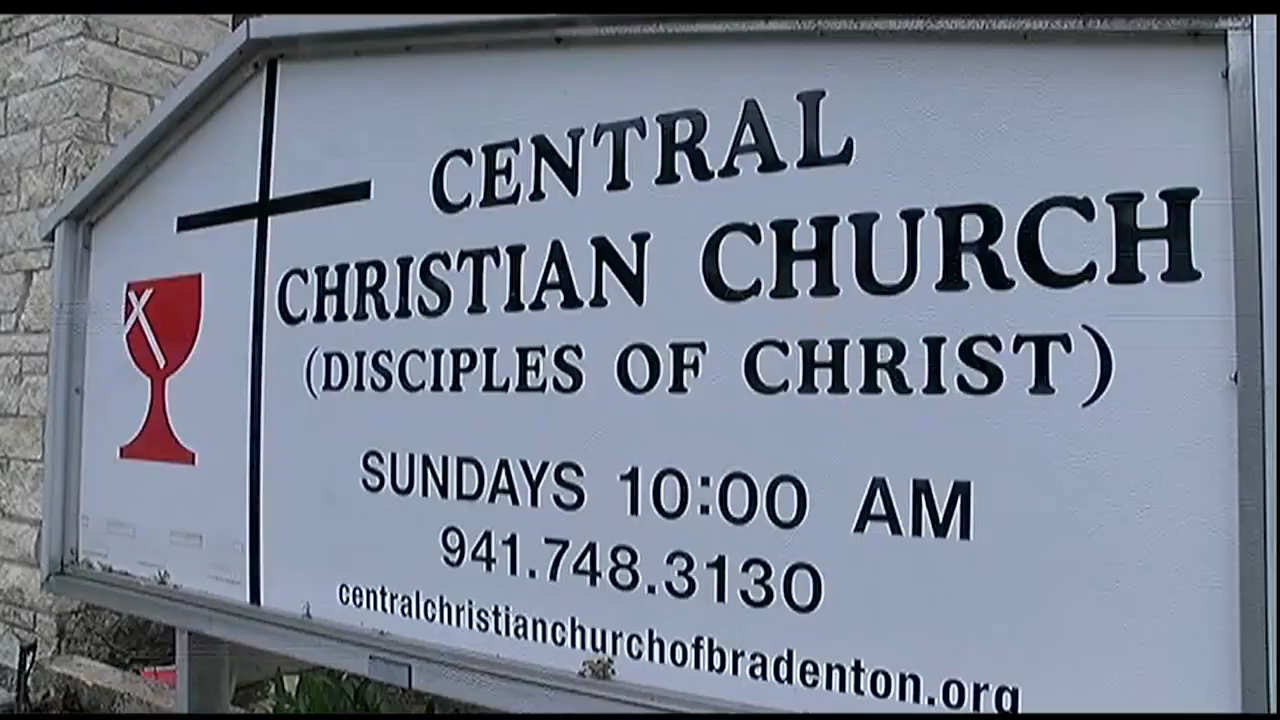 CENTRAL
CHRISTIAN CHURCH
(DISCIPLES OF CHRIST)
SUNDAYS 10:00 AM
941.748.3130
centralchristianchurchofbradenton.org